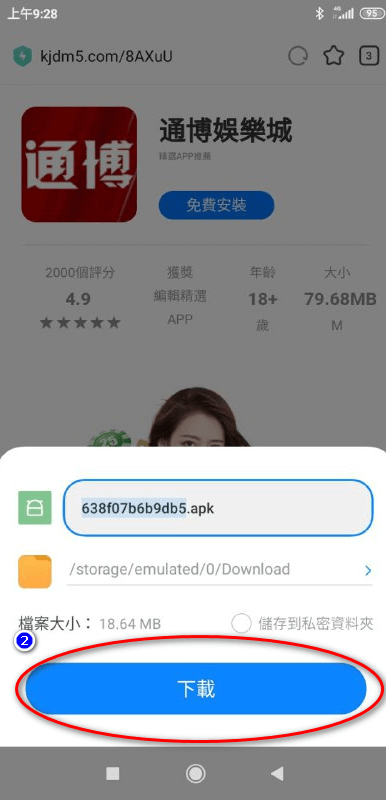 上午9:28
4G
95
kjdm5.com/8AXuU
3
通博
通博娛樂城
精選APP推薦
免費安裝
2000個評分
獲獎
年龄
大小
4.9
編輯精選
18+
79.68MB
★★★★★
APP
歲
M
25
638f07b6b9db5.apk
/storage/emulated/0/Download
檔案大小：18.64 MB
儲存到私密資料夾
2
下載